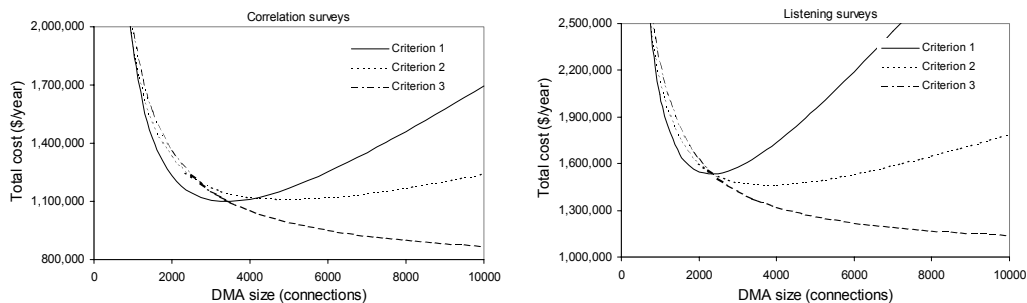 Correlation surveys
2,000,000
1,700,000
1,400,000
1,100,000
800,000
Total cost ($/year)
Criterion 1
Criterion 2
Criterion 3
0 2000 4000 6000 8000 10000
DMA size (connections)
Listening surveys
2,500,000
2,200,000
1,900,000
1,600,000
1,300,000
1,000,000
Total cost ($/year)
Criterion 1
Criterion 2
Criterion 3
0 2000 4000 6000 8000 10000
DMA size (connections)